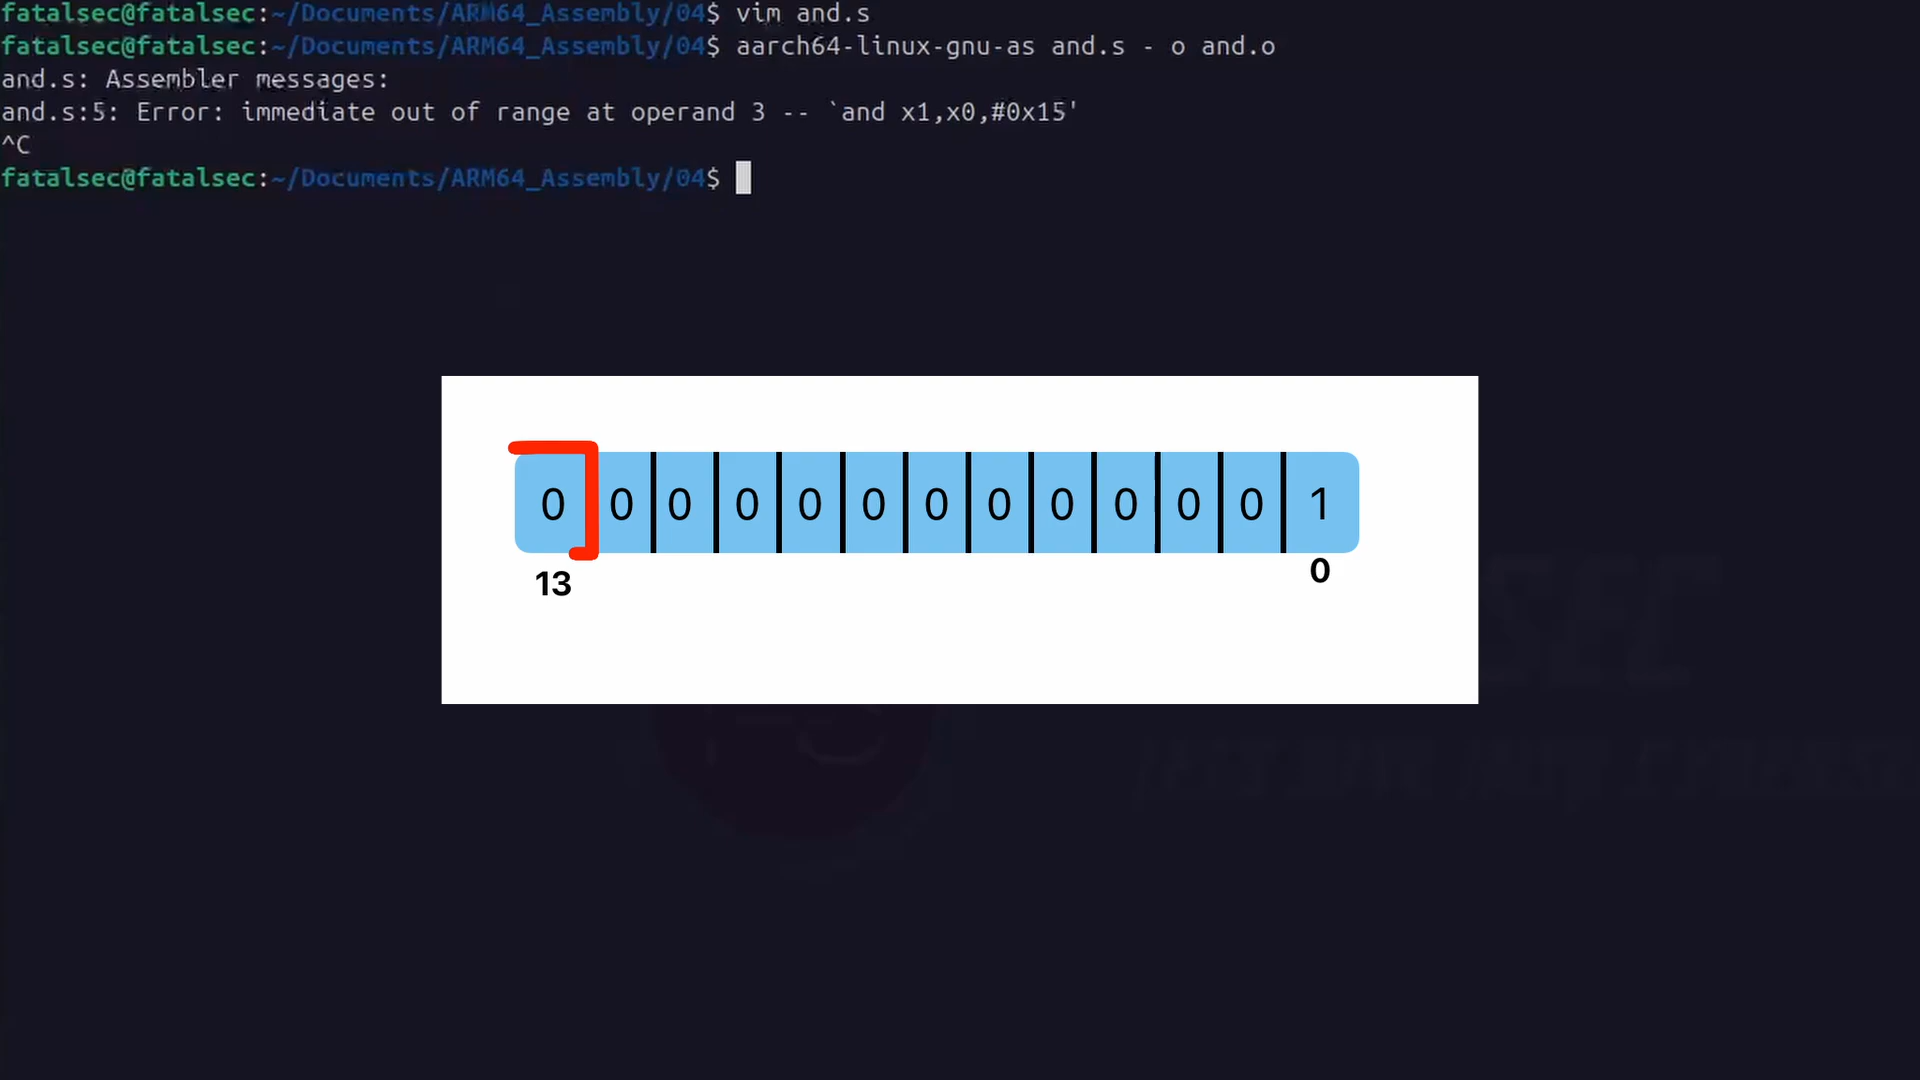 fatalsec@fatalsec:~/Documents/ARM64_Assembly/04$ vim and.s
fatalsec@fatalsec:~/Documents/ARM64_Assembly/04$ aarch64-linux-gnu-as and.s - o and.o
and.s: Assembler messages:
and.s:5: Error: immediate out of range at operand 3 -- `and x1,x0,#0x15'
^C
fatalsec@fatalsec:~/Documents/ARM64_Assembly/04$
0 0 0 0 0 0 0 0 0 0 0 0 1
13 0
SEC